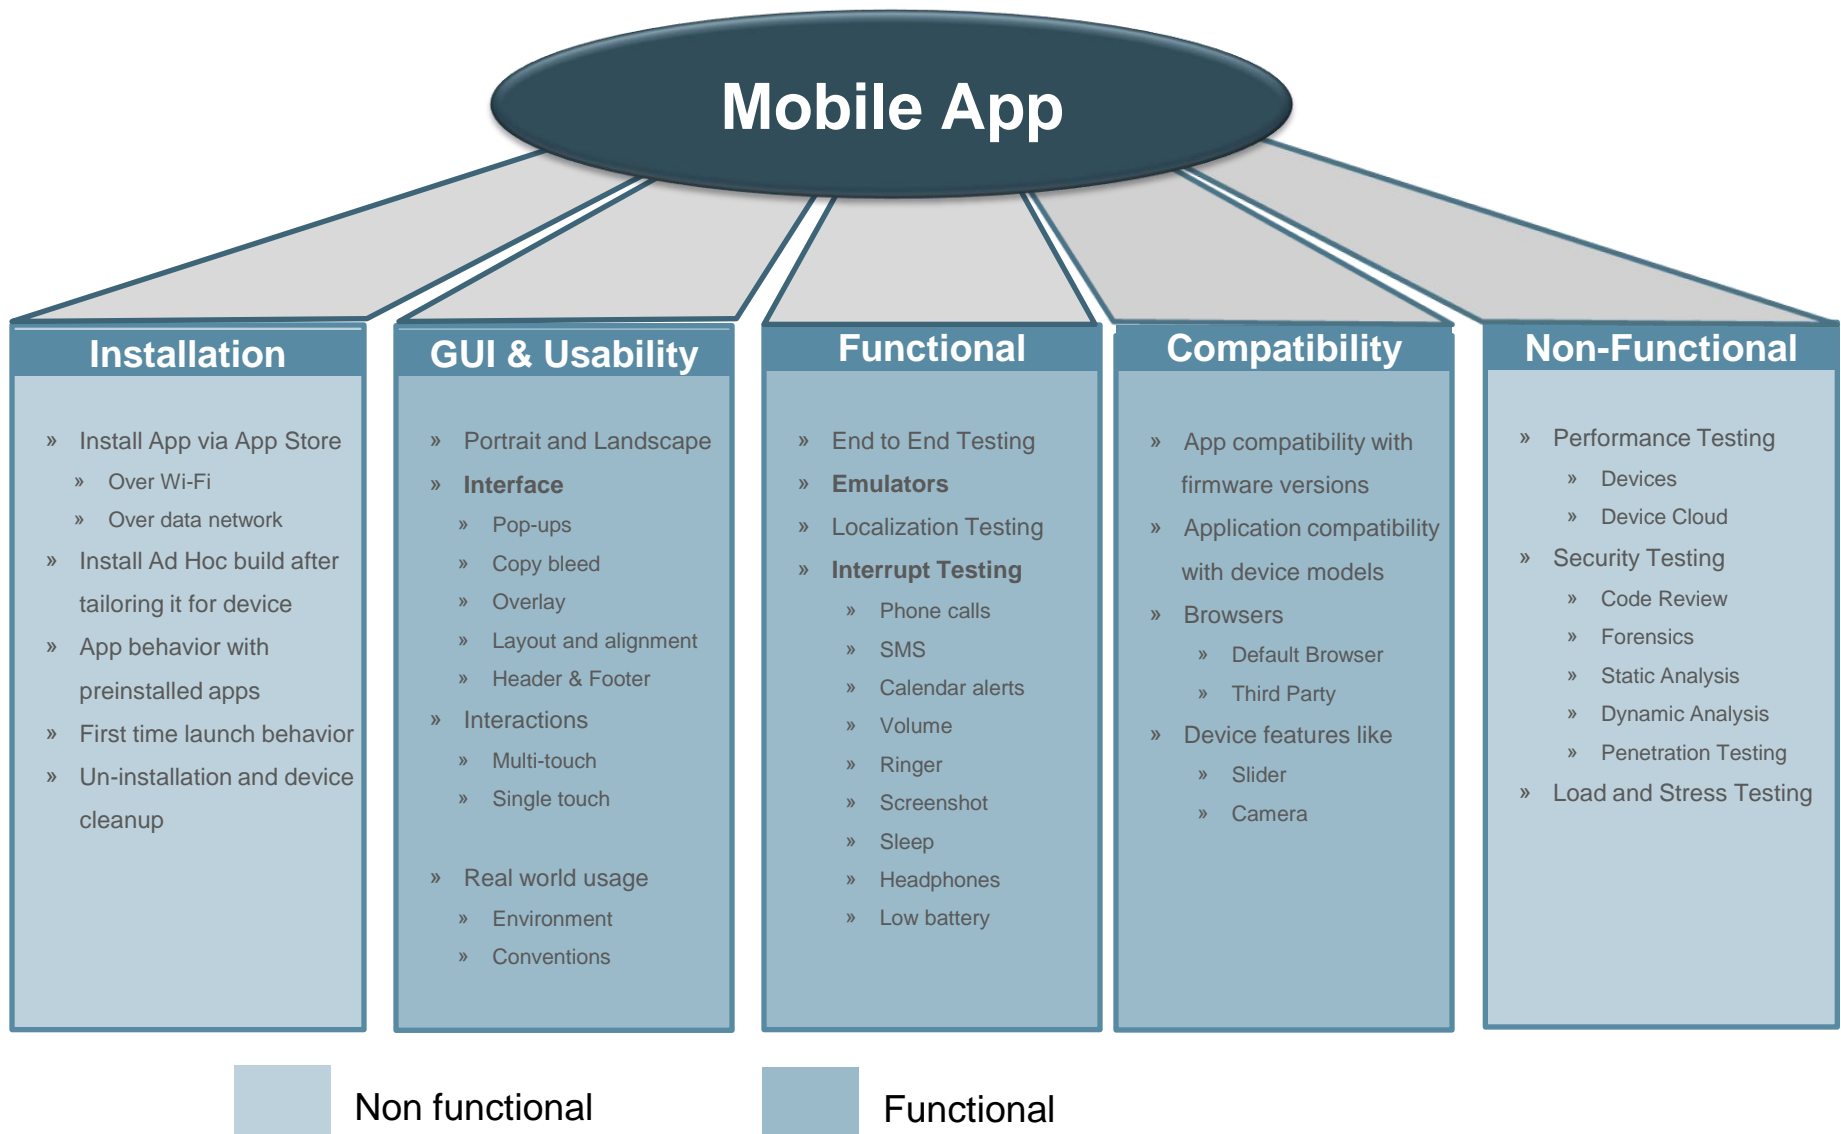 Mobile App
Installation
» Install App via App Store
» Over Wi-Fi
» Over data network
» Install Ad Hoc build after
tailoring it for device
» App behavior with
preinstalled apps
» First time launch behavior
» Un-installation and device
cleanup
GUI & Usability
» Portrait and Landscape
» Interface
» Pop-ups
» Copy bleed
» Overlay
» Layout and alignment
» Header & Footer
» Interactions
» Multi-touch
» Single touch
» Real world usage
» Environment
» Conventions
Functional
» End to End Testing
» Emulators
» Localization Testing
» Interrupt Testing
» Phone calls
» SMS
» Calendar alerts
» Volume
» Ringer
» Screenshot
» Sleep
» Headphones
» Low battery
Compatibility
» App compatibility with
firmware versions
» Application compatibility
with device models
» Browsers
» Default Browser
» Third Party
» Device features like
» Slider
» Camera
Non-Functional
» Performance Testing
» Devices
» Device Cloud
» Security Testing
» Code Review
» Forensics
» Static Analysis
» Dynamic Analysis
» Penetration Testing
» Load and Stress Testing
Non functional
Functional